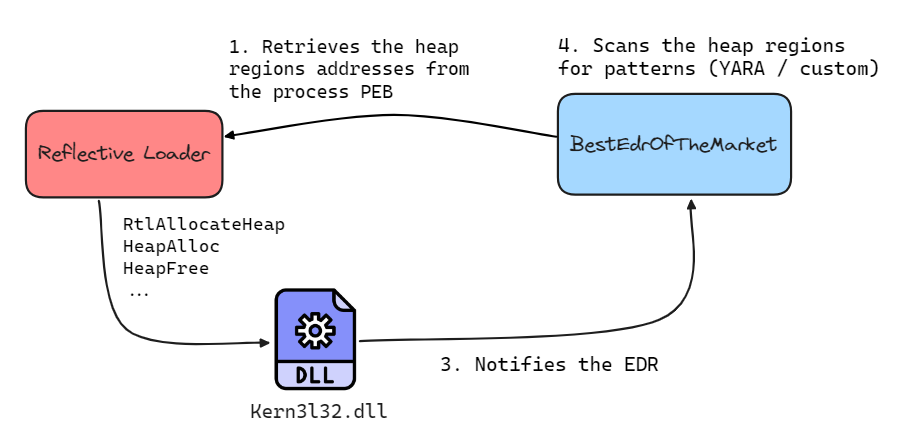 1. Retrieves the heap
regions addresses from
the process PEB
4. Scans the heap regions
for patterns (YARA / custom)
Reflective Loader
BestEdrOfTheMarket
RtlAllocateHeap
HeapAlloc
HeapFree
...
DLL
3. Notifies the EDR
Kern3l32.dll